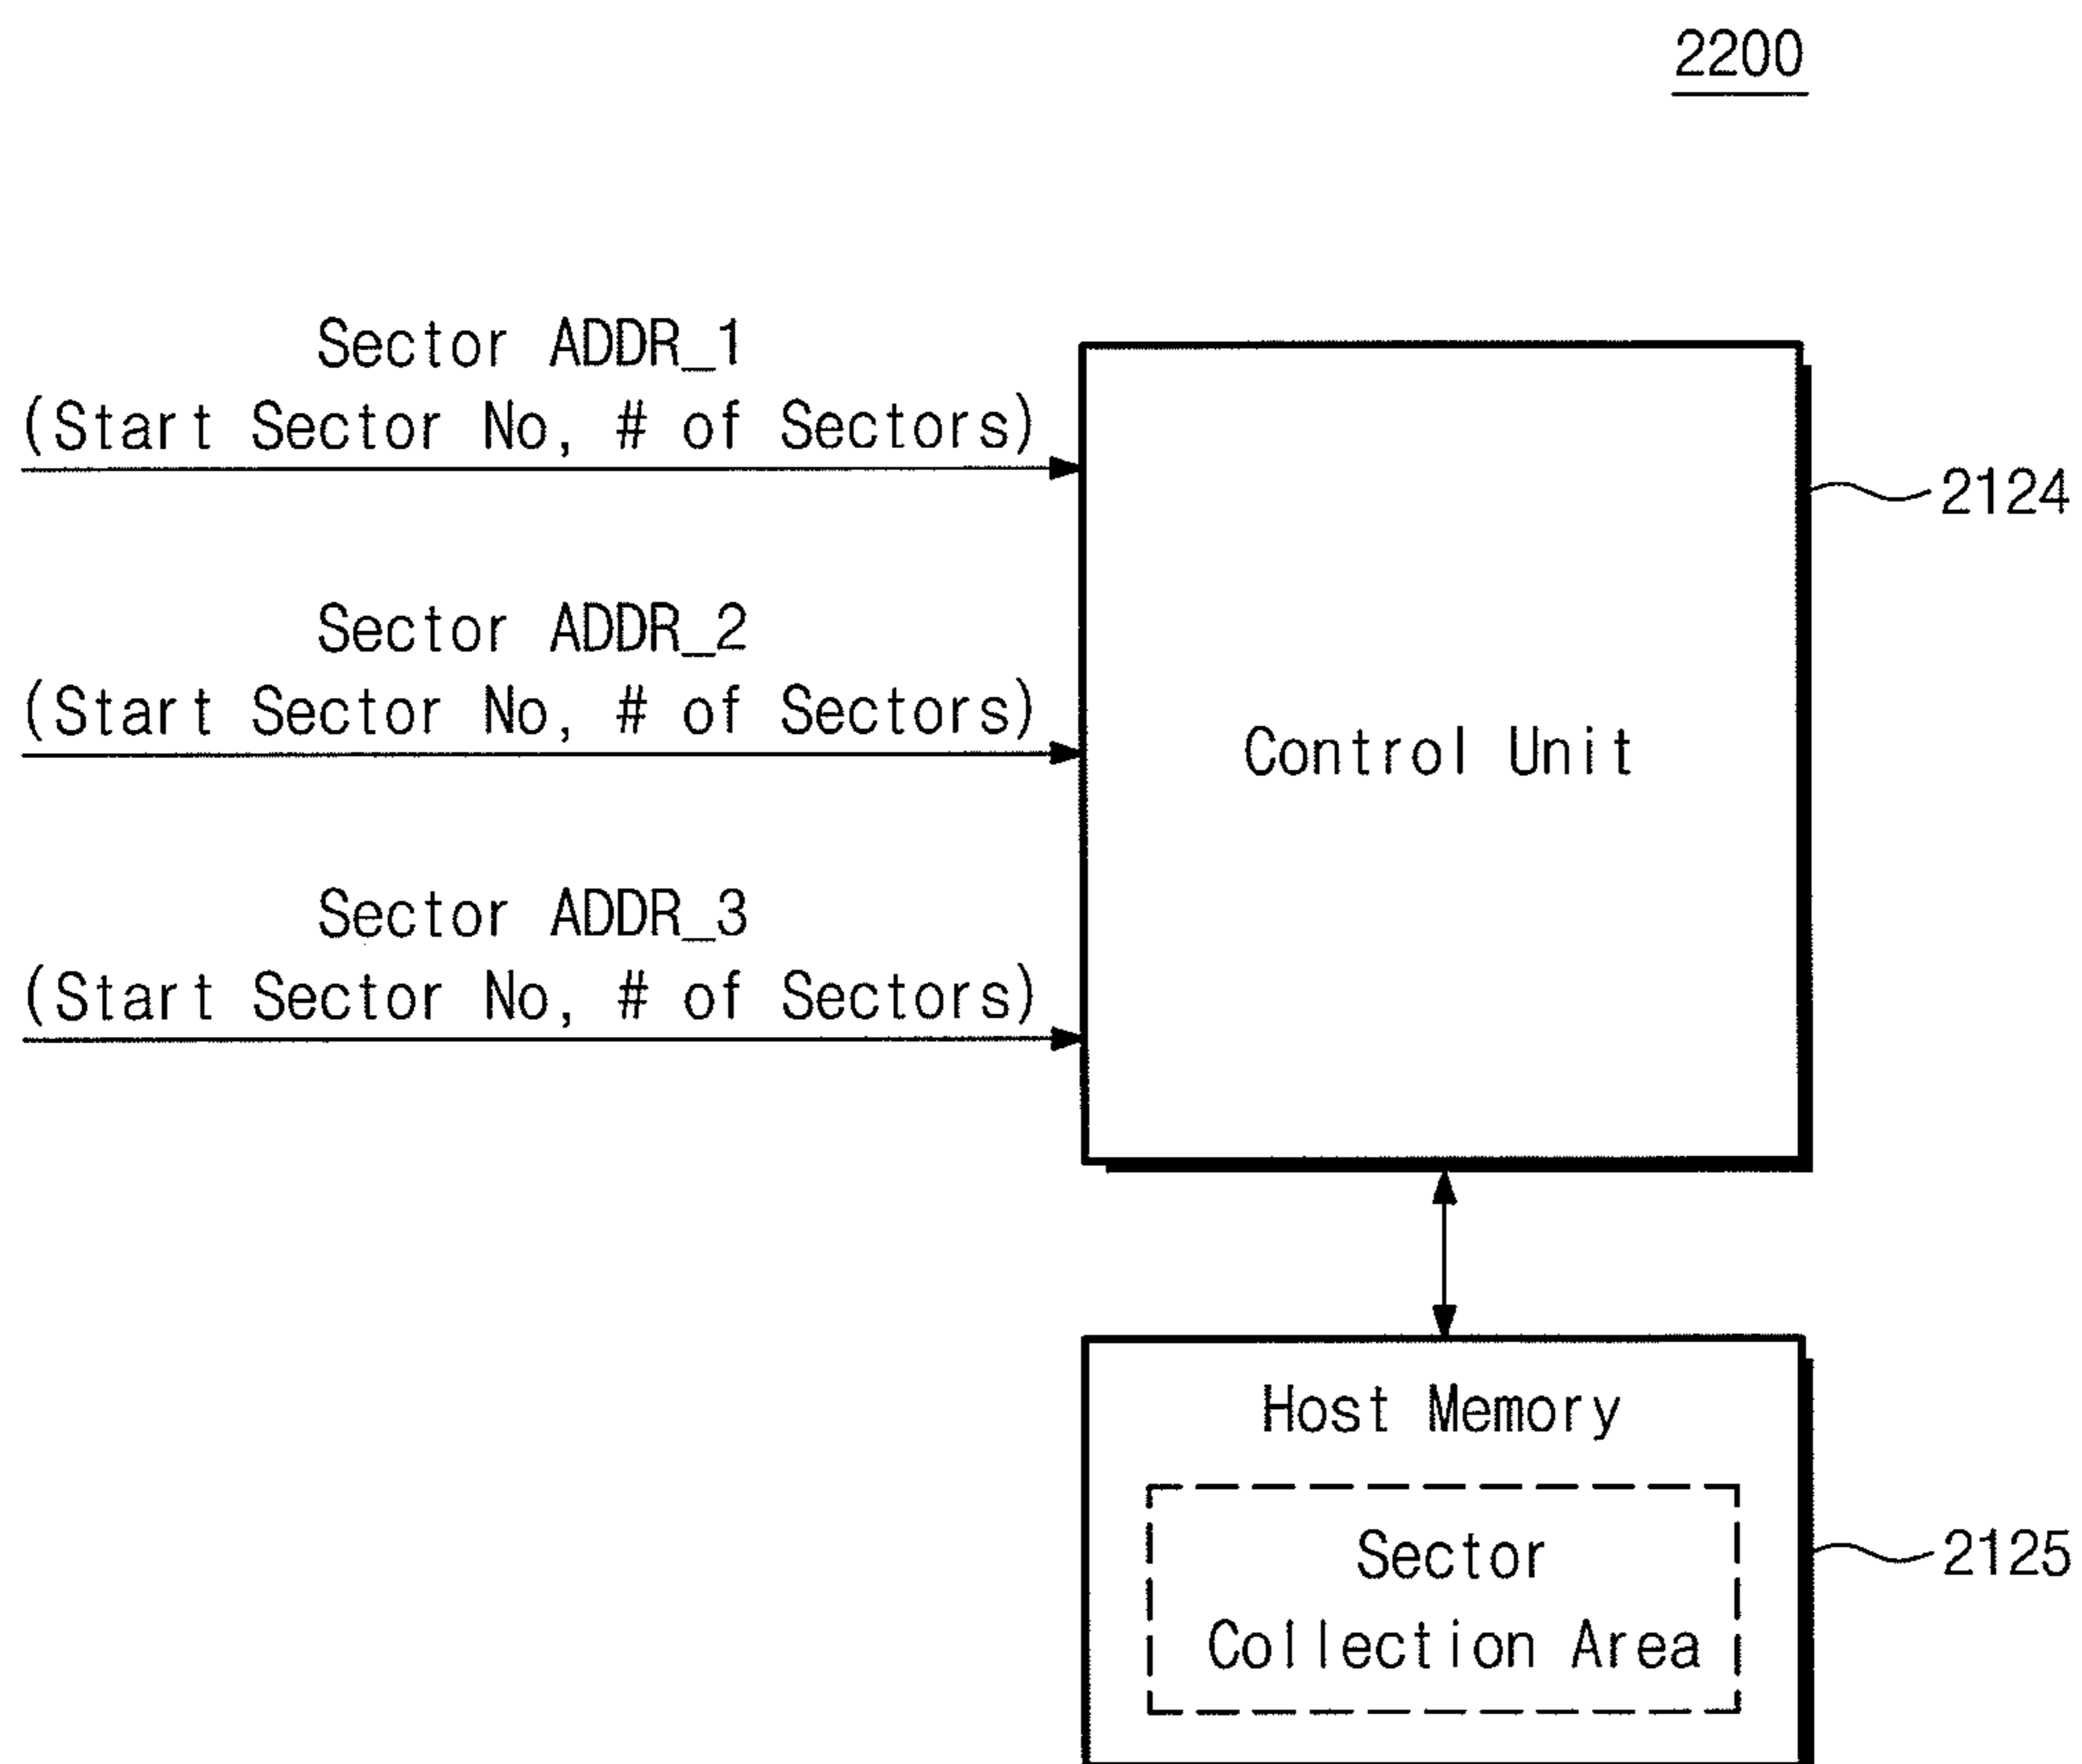 2200
Sector ADDR_1
(Start Sector No, # of Sectors)
2124
Sector ADDR_2
(Start Sector No, # of Sectors)
Control Unit
Sector ADDR_3
(Start Sector No, # of Sectors)
Host Memory
Sector
Collection Area
2125